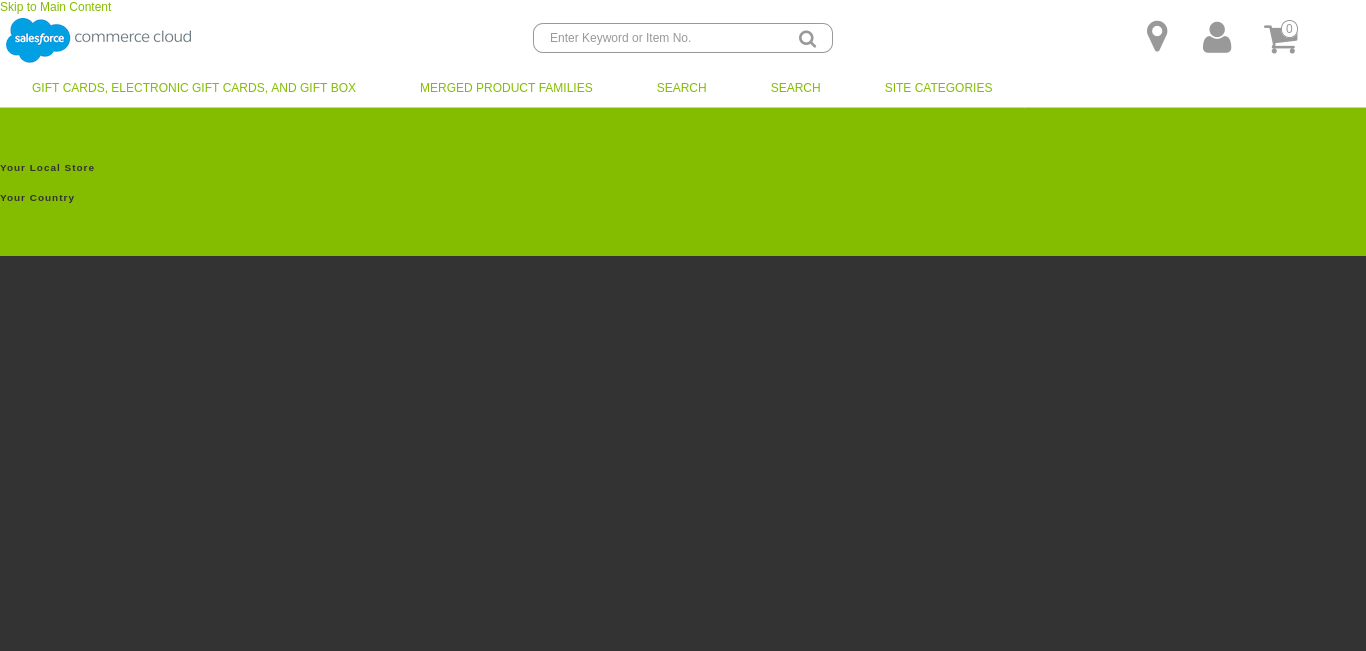 Skip to Main Content
salesforce commerce cloud
Enter Keyword or Item No.
0
GIFT CARDS, ELECTRONIC GIFT CARDS, AND GIFT BOX
MERGED PRODUCT FAMILIES
SEARCH
SEARCH
SITE CATEGORIES
Your Local Store
Your Country